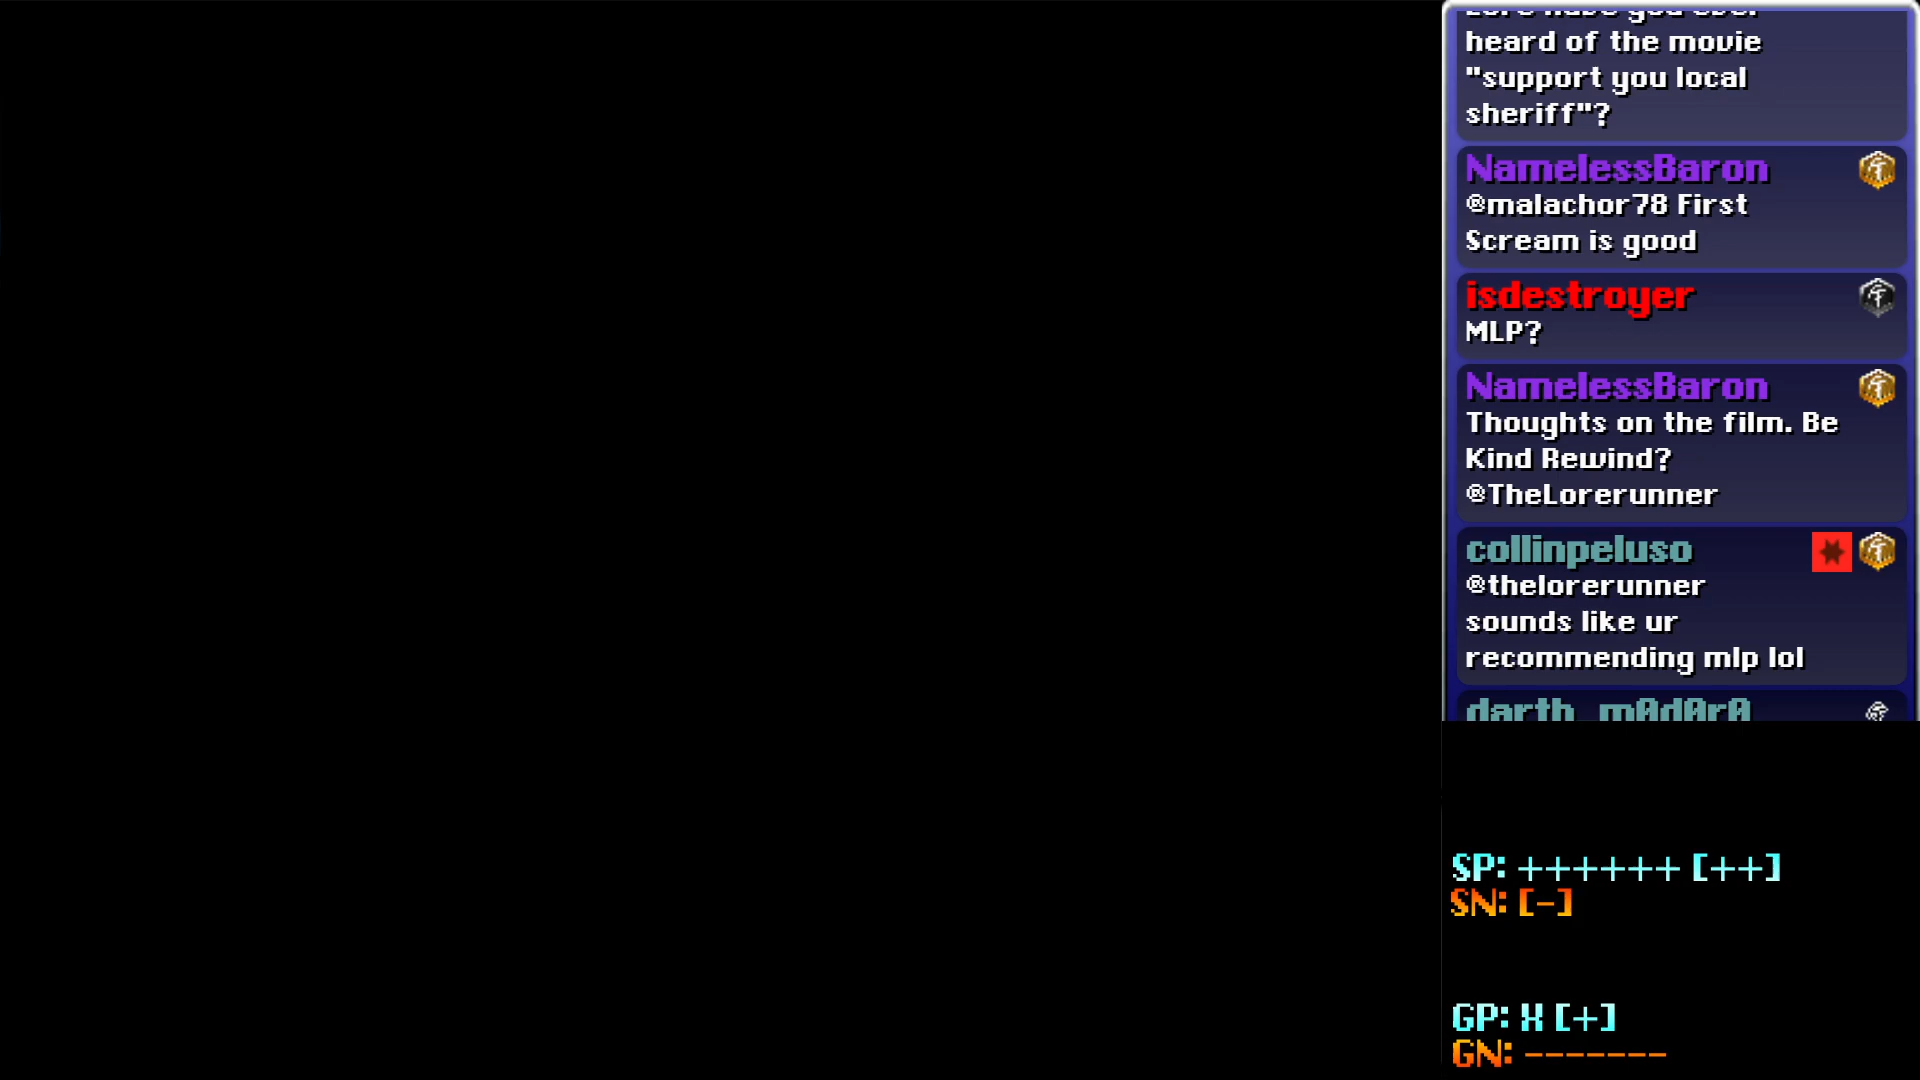 heard of the movie
"support you local
sheriff"?
NamelessBaron
@malachor78 First
Scream is good
isdestroyer
MLP?
NamelessBaron
Thoughts on the film. Be
Kind Rewind?
@TheLorerunner
collinpeluso
@thelorerunner
sounds like ur
recommending mlp lol
darth_m0d0r0
SP: ++++++ [++]
SN: [-]
GP: X [+]
GN: -------